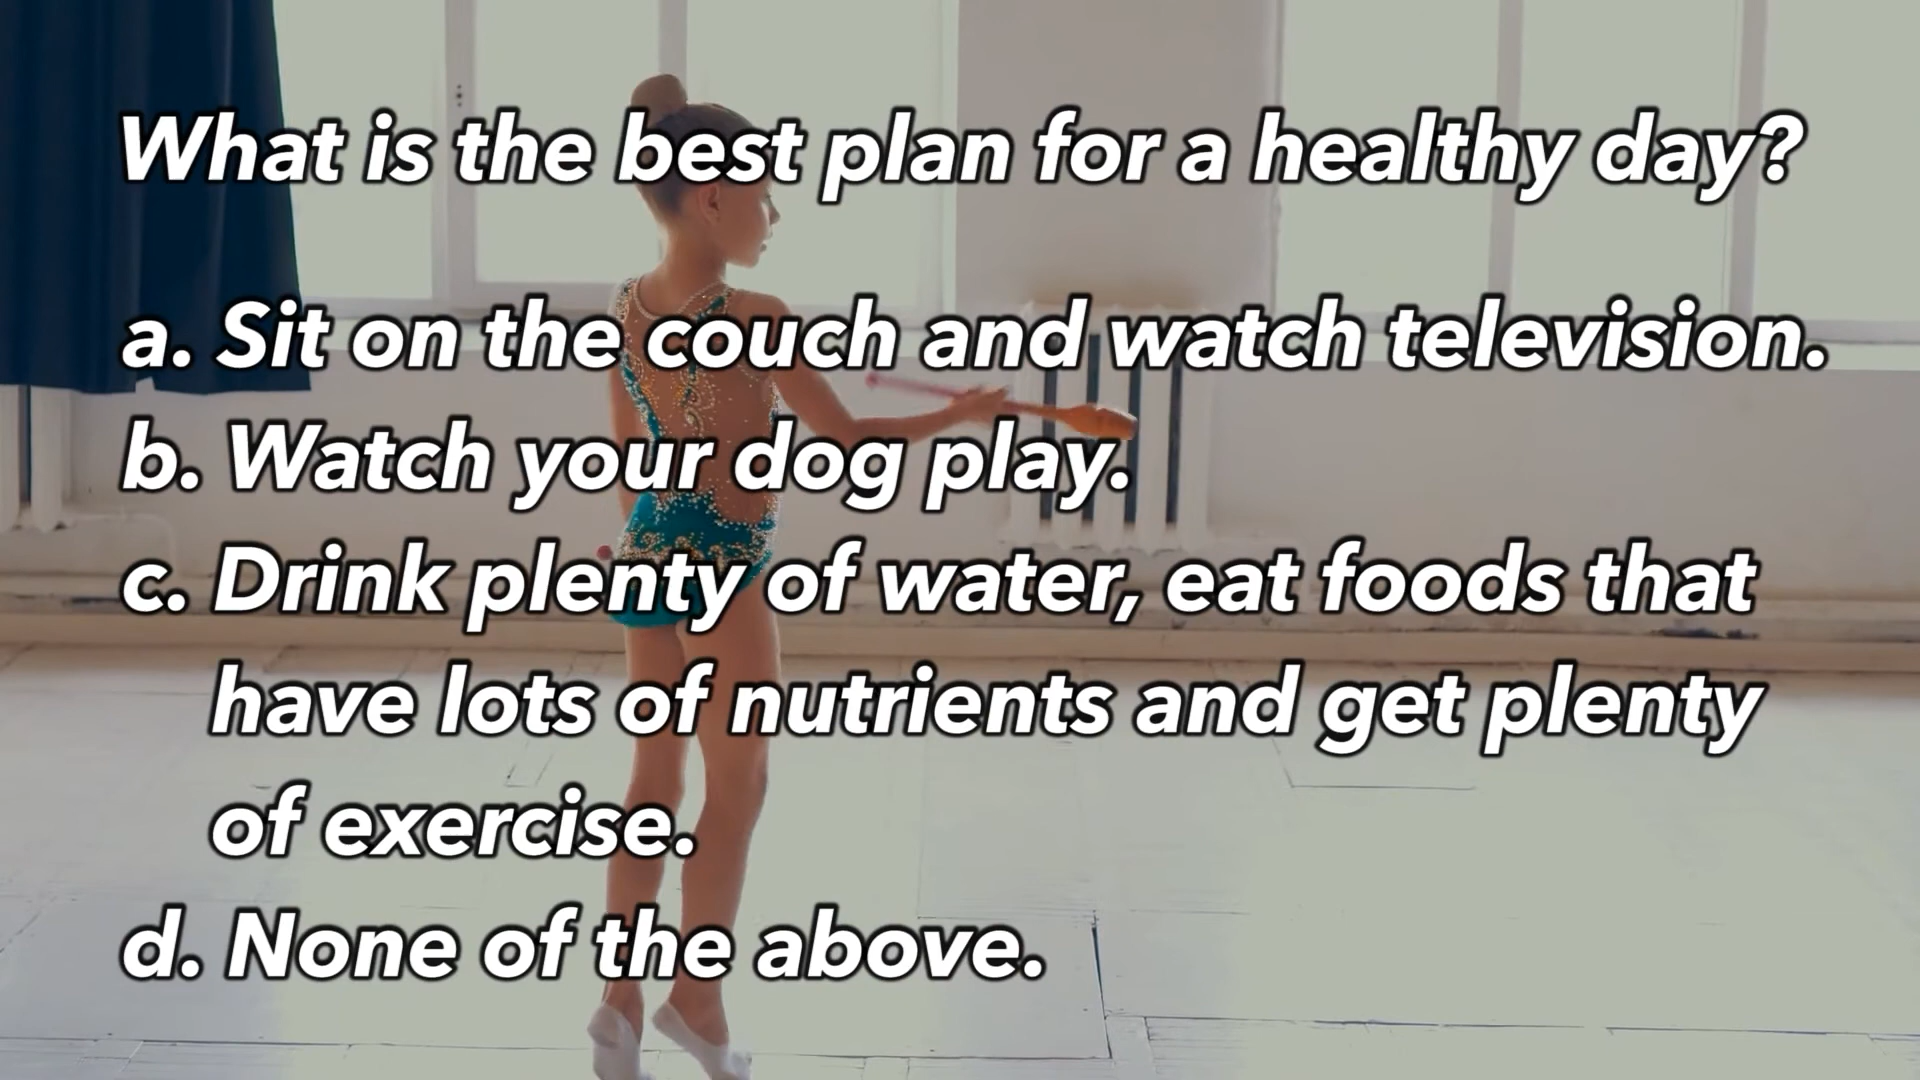 What is the best plan for a healthy day?
a. Sit on the couch and watch television.
b. Watch your dog play.
c. Drink plenty of water, eat foods that
have lots of nutrients and get plenty
of exercise.
d. None of the above.